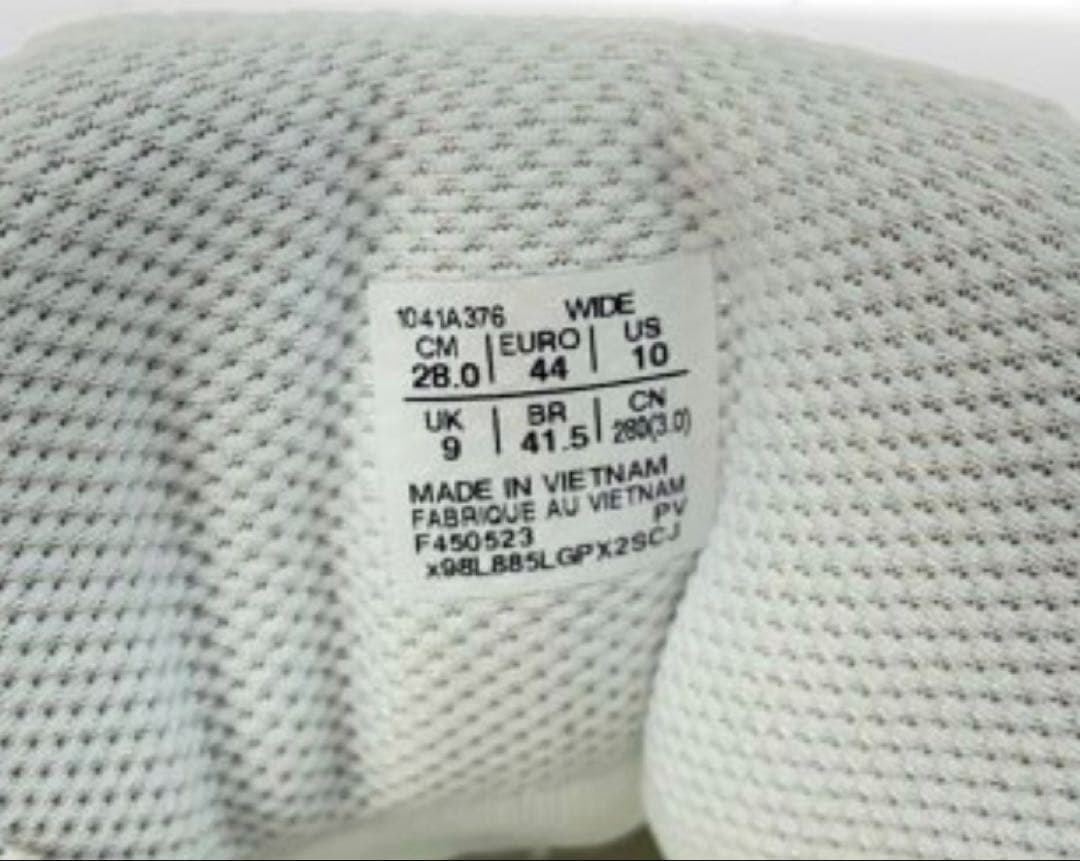 1041A376 WIDE
CM | EURO | US
28.0 | 44 | 10
UK | BR | CN
9 | 41.5 | 280(3.0)
MADE IN VIETNAM
FABRIQUE AU VIETNAM
F450523 PV
x98L885LGPX2SCJ